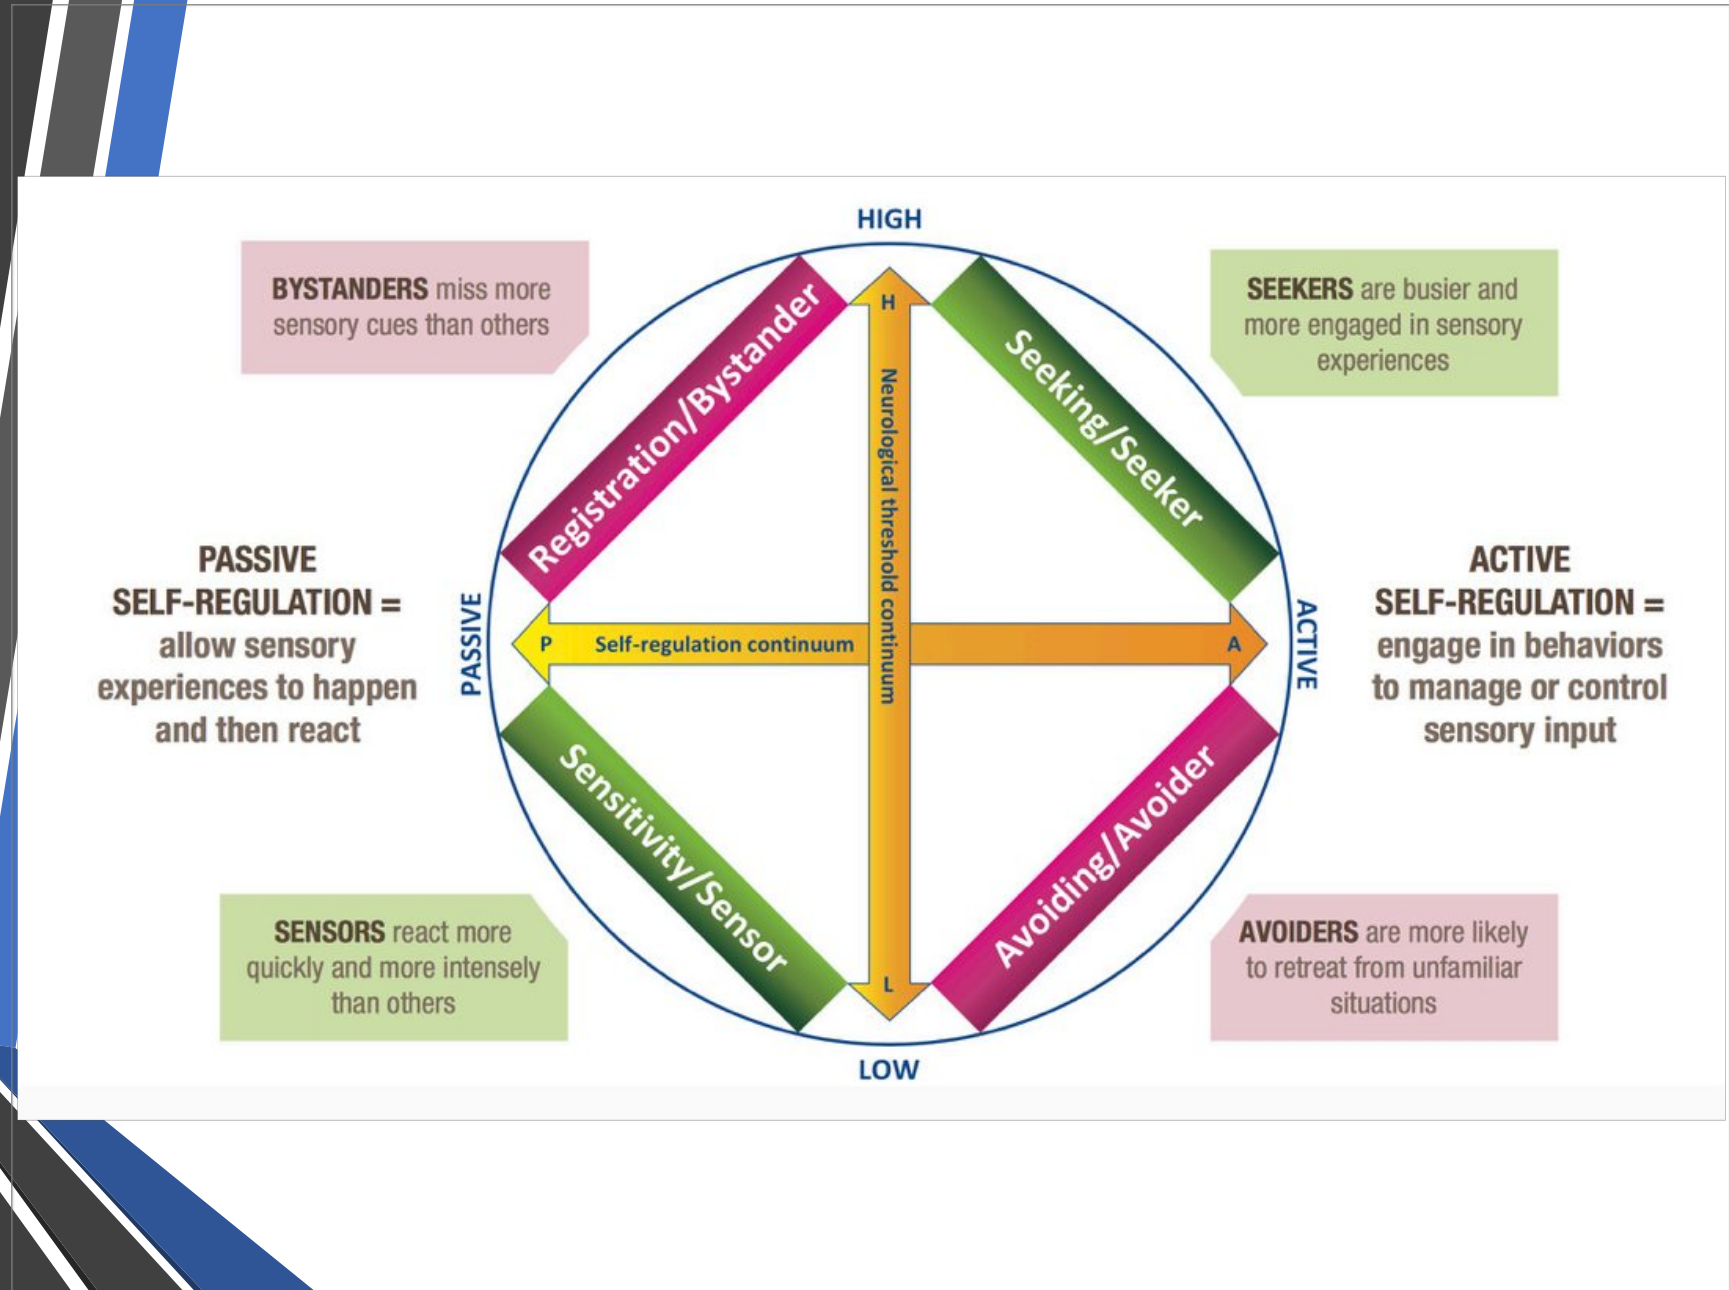 HIGH
BYSTANDERS miss more
sensory cues than others
SEEKERS are busier and
more engaged in sensory
experiences
H
Registration/Bystander
Seeking/Seeker
Neurological threshold continuum
PASSIVE
SELF-REGULATION =
allow sensory
experiences to happen
and then react
PASSIVE
P
Self-regulation continuum
A
ACTIVE
ACTIVE
SELF-REGULATION =
engage in behaviors
to manage or control
sensory input
Sensitivity/Sensor
Avoiding/Avoider
SENSORS react more
quickly and more intensely
than others
L
AVOIDERS are more likely
to retreat from unfamiliar
situations
LOW